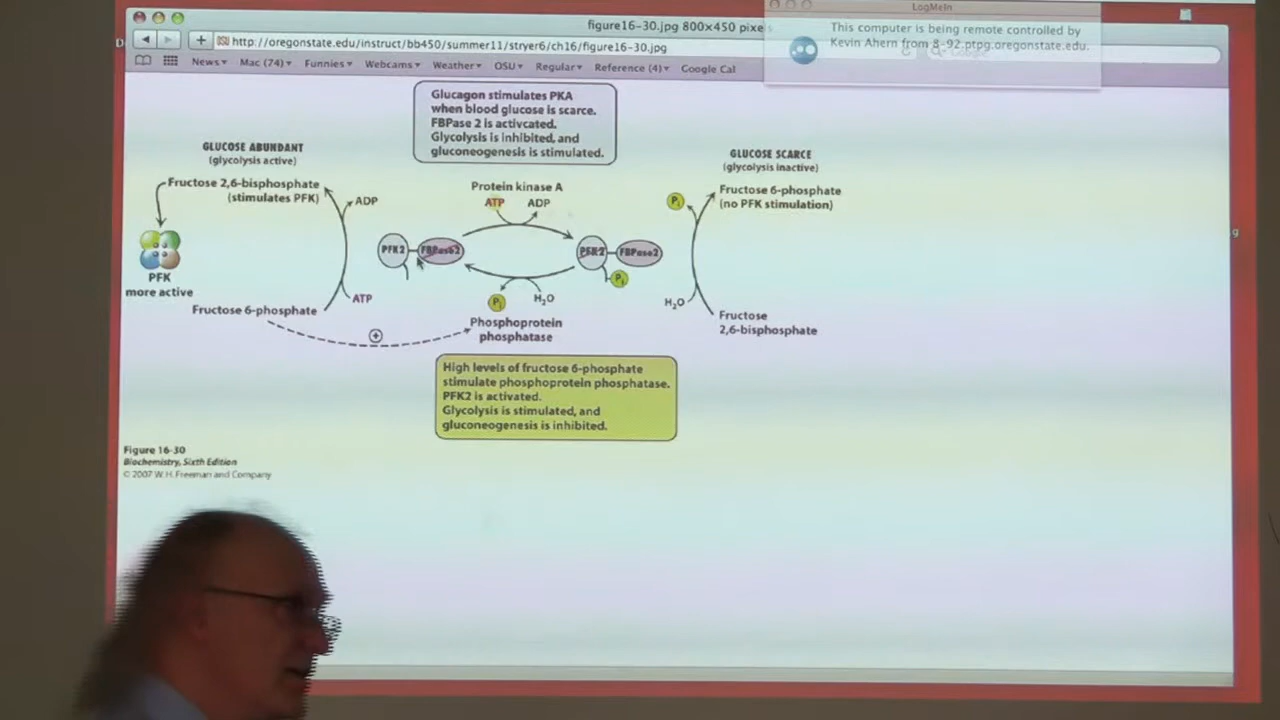 figure16-30.jpg 800×450 pixe
LogMeIn
This computer is being remote controlled by
Kevin Ahern from 8-92.ptpg.oregonstate.edu.
http://oregonstate.edu/instruct/bb450/summer11/stryer6/ch16/figure16-30.jpg
News
Mac (74)
Funnies
Webcams
Weather
OSU
Regular
Reference (4)
Google Cal
Glucagon stimulates PKA
when blood glucose is scarce.
FBPase 2 is activcated.
Glycolysis is inhibited, and
gluconeogenesis is stimulated.
GLUCOSE ABUNDANT
(glycolysis active)
GLUCOSE SCARCE
(glycolysis inactive)
Fructose 2,6-bisphosphate
(stimulates PFK)
ADP
Protein kinase A
ATP ADP
Pi
Fructose 6-phosphate
(no PFK stimulation)
PFK2
FBPase2
PFK2
FBPase2
Pi
PFK
more active
ATP
Pi
H2O
H2O
Fructose 6-phosphate
+
Phosphoprotein
phosphatase
Fructose
2,6-bisphosphate
High levels of fructose 6-phosphate
stimulate phosphoprotein phosphatase.
PFK2 is activated.
Glycolysis is stimulated, and
gluconeogenesis is inhibited.
Figure 16-30
Biochemistry, Sixth Edition
© 2007 W. H. Freeman and Company